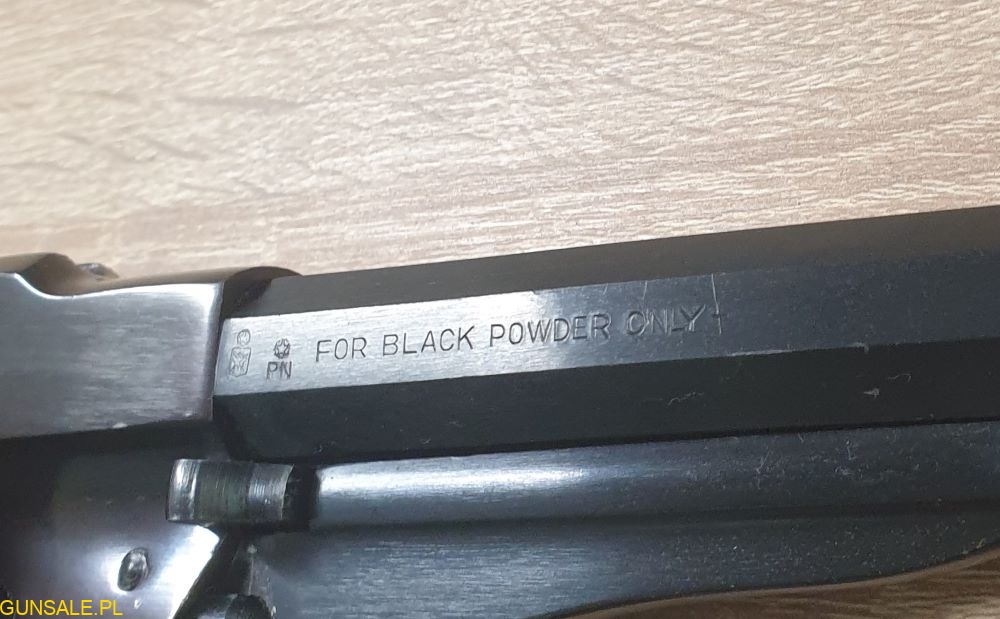 PN FOR BLACK POWDER ONLY
GUNSALE.PL